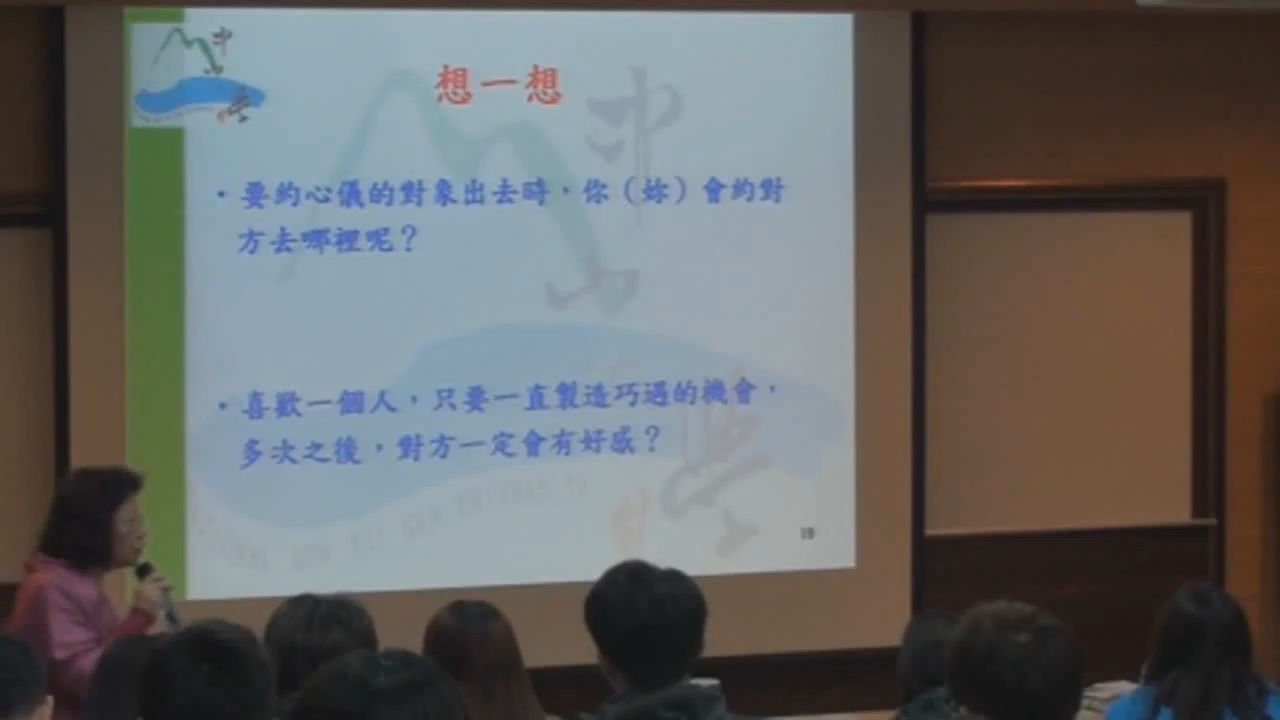 想一想
・要約心儀的對象出去時，你（妳）會約對
方去哪裡呢？
・喜歡一個人，只要一直製造巧遇的機會，
多次之後，對方一定會有好感？
19